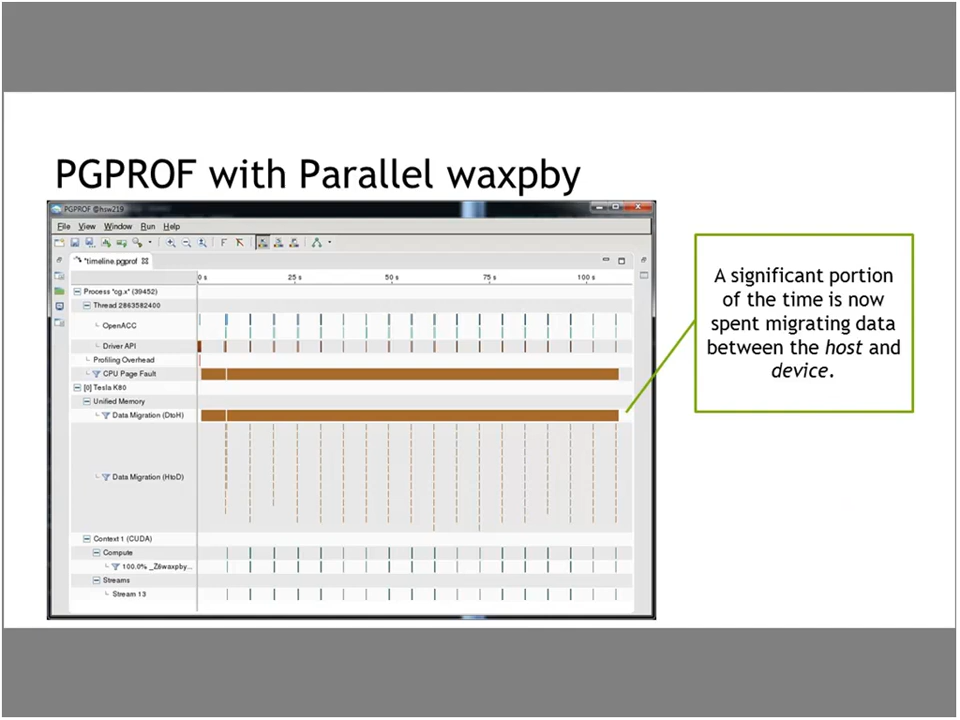 PGPROF with Parallel waxpby
PGPROF @hsw219
File View Window Run Help
*timeline.pgprof
0 s 25 s 50 s 75 s 100 s
Process "cg.x" (39452)
Thread 2863582400
OpenACC
Driver API
Profiling Overhead
CPU Page Fault
[0] Tesla K80
Unified Memory
Data Migration (DtoH)
Data Migration (HtoD)
Context 1 (CUDA)
Compute
100.0% _Z6waxpby...
Streams
Stream 13
A significant portion
of the time is now
spent migrating data
between the host and
device.